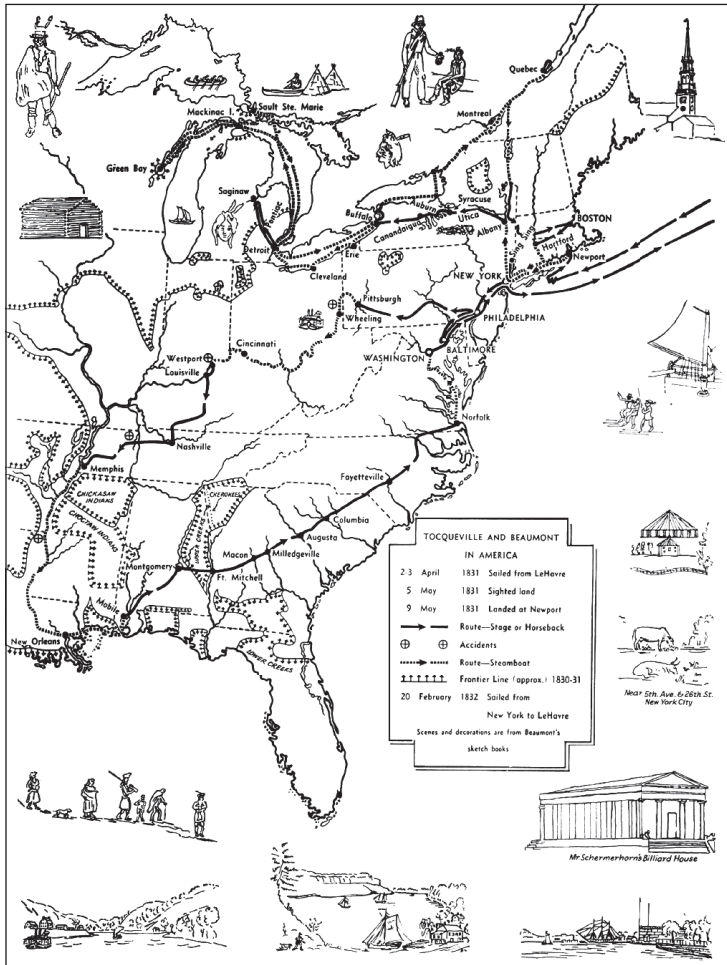 Quebec
Montreal
Sault Ste. Marie
Mackinac I.
Green Bay
Saginaw
Pontiac
Detroit
Buffalo
Canandaigua
Auburn
Syracuse
Utica
Albany
Sing Sing
BOSTON
Hartford
Newport
Erie
Cleveland
NEW YORK
Pittsburgh
PHILADELPHIA
Wheeling
Cincinnati
WASHINGTON
BALTIMORE
Westport
Louisville
Norfolk
Nashville
Memphis
Fayetteville
CHICKASAW
INDIANS
CHEROKEES
CHOCTAW INDIANS
Columbia
Augusta
Macon
Milledgeville
Montgomery
Ft. Mitchell
Mobile
New Orleans
LOWER CREEKS
TOCQUEVILLE AND BEAUMONT
IN AMERICA
2-3 April 1831 Sailed from LeHavre
5 May 1831 Sighted land
9 May 1831 Landed at Newport
Route—Stage or Horseback
Accidents
Route—Steamboat
Frontier Line (approx.) 1830-31
20 February 1832 Sailed from
New York to LeHavre
Scenes and decorations are from Beaumont's
sketch books
Near 5th. Ave. & 26th St.
New York City
Mr Schermerhorn's Billiard House